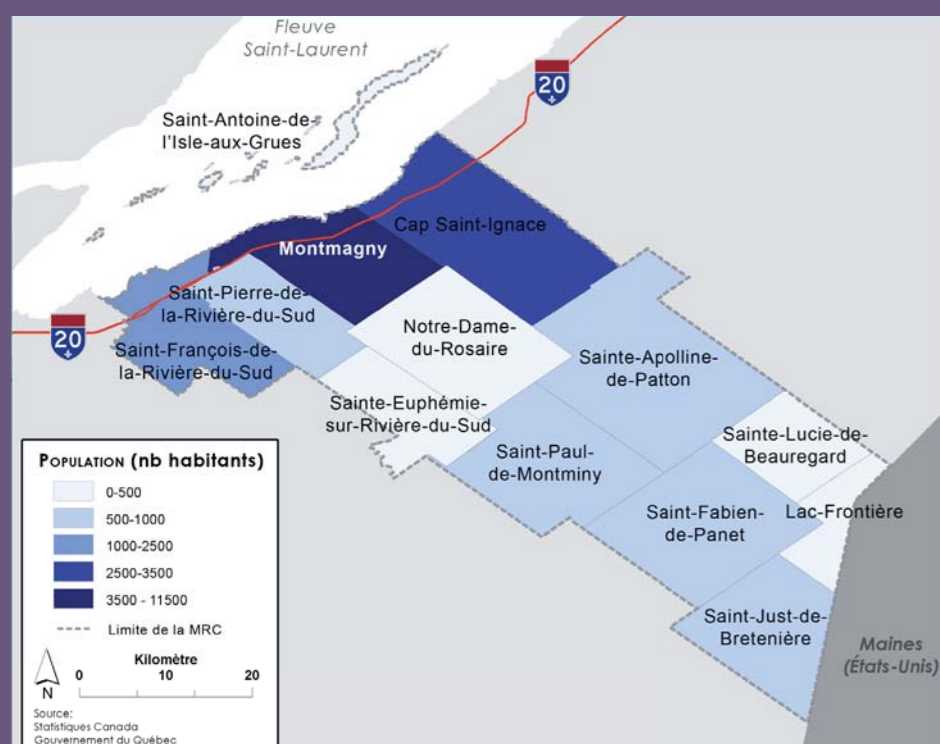 Fleuve
Saint-Laurent
20
Saint-Antoine-de-
l'Isle-aux-Grues
Cap Saint-Ignace
Montmagny
Saint-Pierre-de-
la-Rivière-du-Sud
Notre-Dame-
du-Rosaire
20
Saint-François-de-
la-Rivière-du-Sud
Sainte-Apolline-
de-Patton
Sainte-Euphémie-
sur-Rivière-du-Sud
Sainte-Lucie-de-
Beauregard
Saint-Paul-
de-Montminy
Saint-Fabien-
de-Panet
Lac-Frontière
Saint-Just-de-
Bretenière
Maines
(États-Unis)
POPULATION (nb habitants)
0-500
500-1000
1000-2500
2500-3500
3500 - 11500
Limite de la MRC
Kilomètre
0 10 20
N
Source:
Statistiques Canada
Gouvernement du Québec